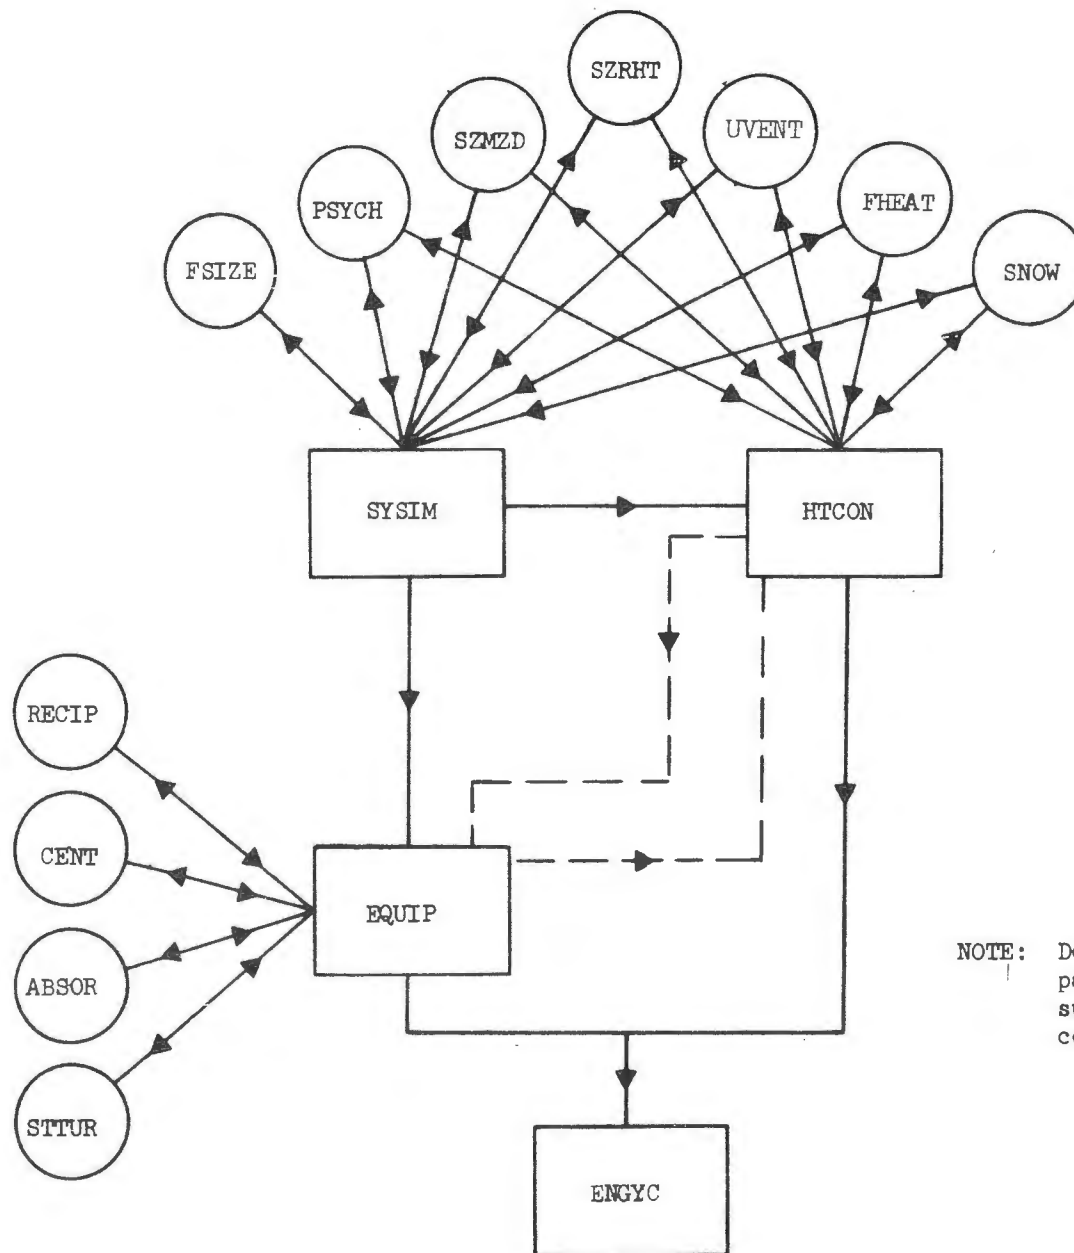 SZRHT
SZMZD
UVENT
PSYCH
FHEAT
FSIZE
SNOW
SYSIM
HTCON
RECIP
CENT
EQUIP
ABSOR
STTUR
ENGYC
NOTE: